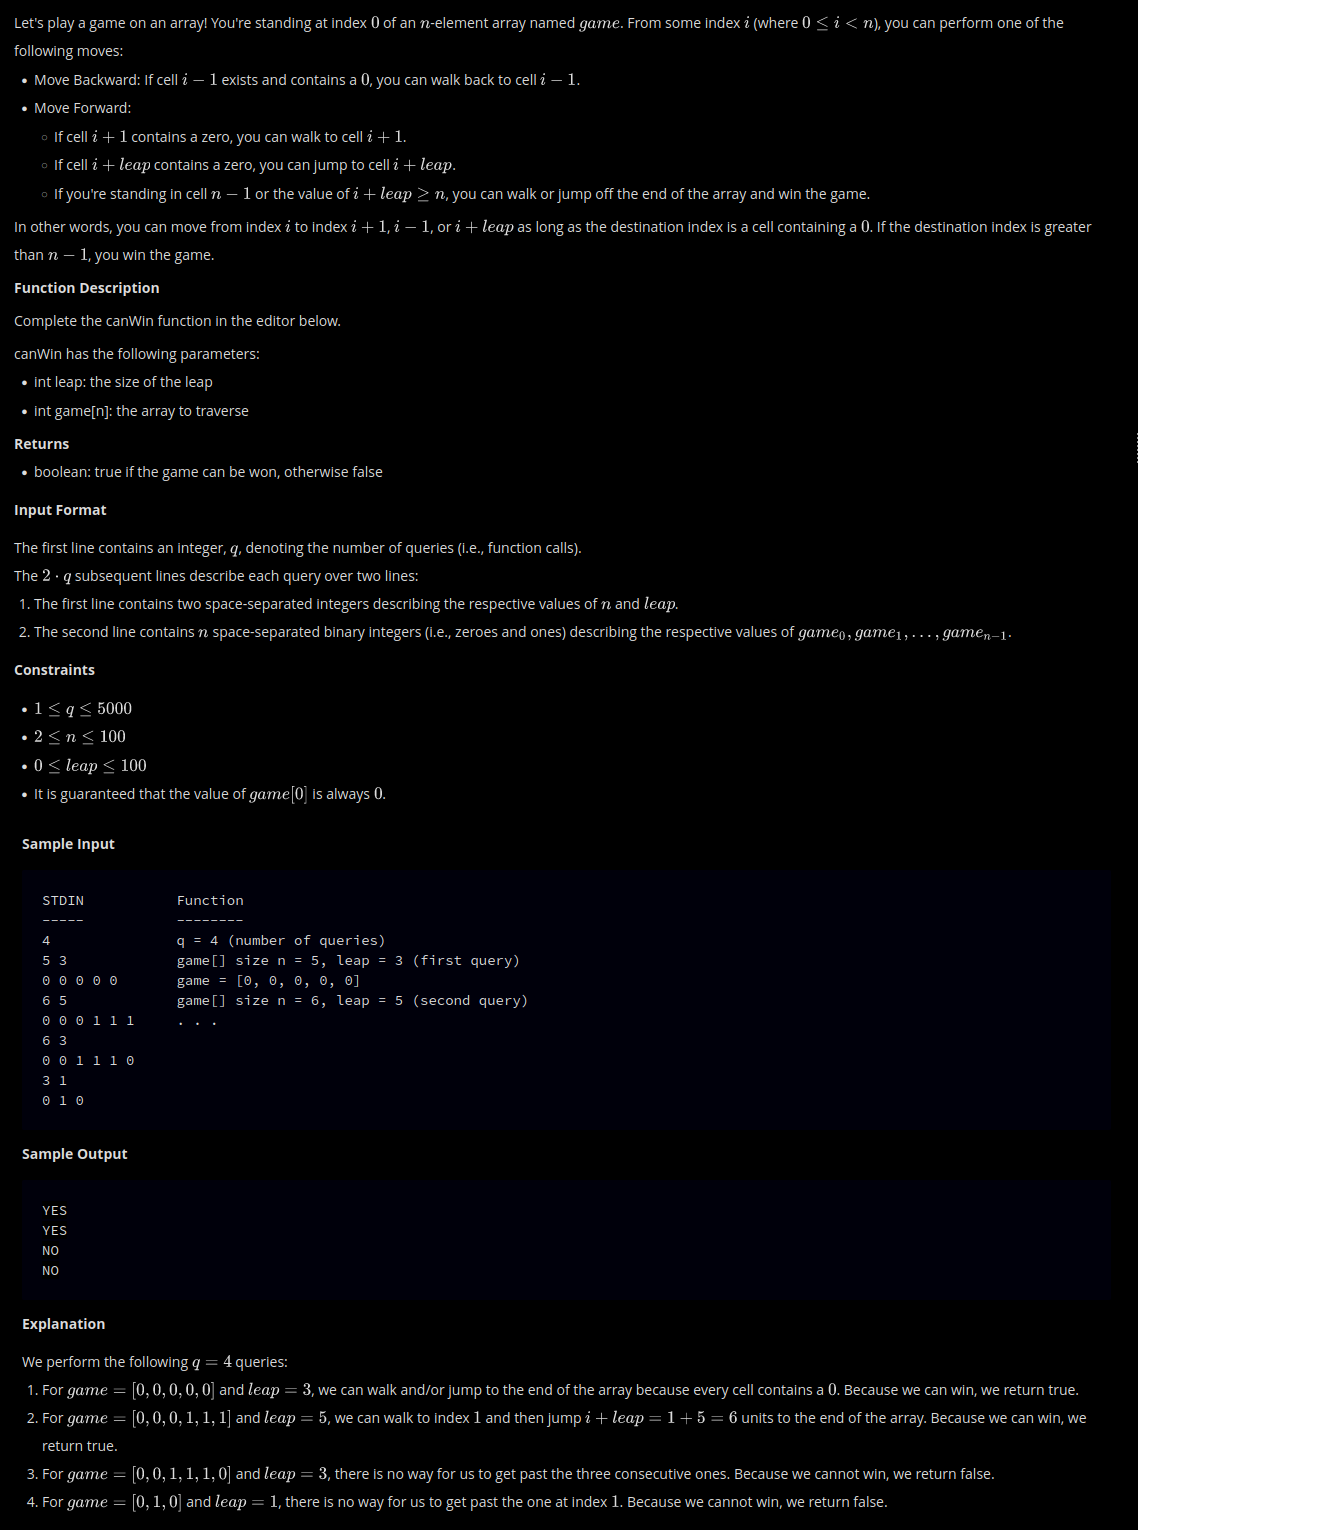 Let's play a game on an array! You're standing at index 0 of an n-element array named game. From some index i (where 0 ≤ i < n), you can perform one of the
following moves:
• Move Backward: If cell i − 1 exists and contains a 0, you can walk back to cell i − 1.
• Move Forward:
○ If cell i + 1 contains a zero, you can walk to cell i + 1.
○ If cell i + leap contains a zero, you can jump to cell i + leap.
○ If you're standing in cell n − 1 or the value of i + leap ≥ n, you can walk or jump off the end of the array and win the game.
In other words, you can move from index i to index i + 1, i − 1, or i + leap as long as the destination index is a cell containing a 0. If the destination index is greater
than n − 1, you win the game.
Function Description
Complete the canWin function in the editor below.
canWin has the following parameters:
• int leap: the size of the leap
• int game[n]: the array to traverse
Returns
• boolean: true if the game can be won, otherwise false
Input Format
The first line contains an integer, q, denoting the number of queries (i.e., function calls).
The 2 · q subsequent lines describe each query over two lines:
1. The first line contains two space-separated integers describing the respective values of n and leap.
2. The second line contains n space-separated binary integers (i.e., zeroes and ones) describing the respective values of game₀, game₁, . . . , gameₙ₋₁.
Constraints
• 1 ≤ q ≤ 5000
• 2 ≤ n ≤ 100
• 0 ≤ leap ≤ 100
• It is guaranteed that the value of game[0] is always 0.
Sample Input
STDIN Function
----- --------
4 q = 4 (number of queries)
5 3 game[] size n = 5, leap = 3 (first query)
0 0 0 0 0 game = [0, 0, 0, 0, 0]
6 5 game[] size n = 6, leap = 5 (second query)
0 0 0 1 1 1 . . .
6 3
0 0 1 1 1 0
3 1
0 1 0
Sample Output
YES
YES
NO
NO
Explanation
We perform the following q = 4 queries:
1. For game = [0, 0, 0, 0, 0] and leap = 3, we can walk and/or jump to the end of the array because every cell contains a 0. Because we can win, we return true.
2. For game = [0, 0, 0, 1, 1, 1] and leap = 5, we can walk to index 1 and then jump i + leap = 1 + 5 = 6 units to the end of the array. Because we can win, we
return true.
3. For game = [0, 0, 1, 1, 1, 0] and leap = 3, there is no way for us to get past the three consecutive ones. Because we cannot win, we return false.
4. For game = [0, 1, 0] and leap = 1, there is no way for us to get past the one at index 1. Because we cannot win, we return false.